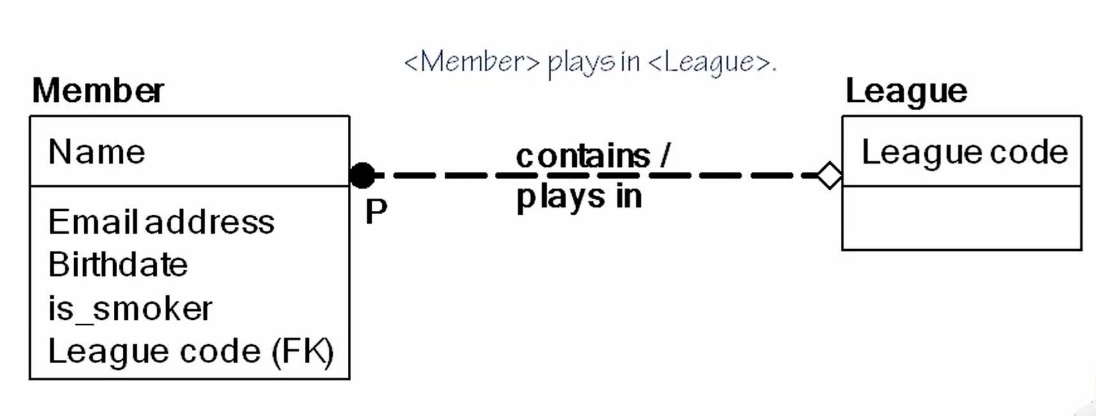 <Member> plays in <League>.
Member
Name
Email address
Birthdate
is_smoker
League code (FK)
P
contains /
plays in
League
League code